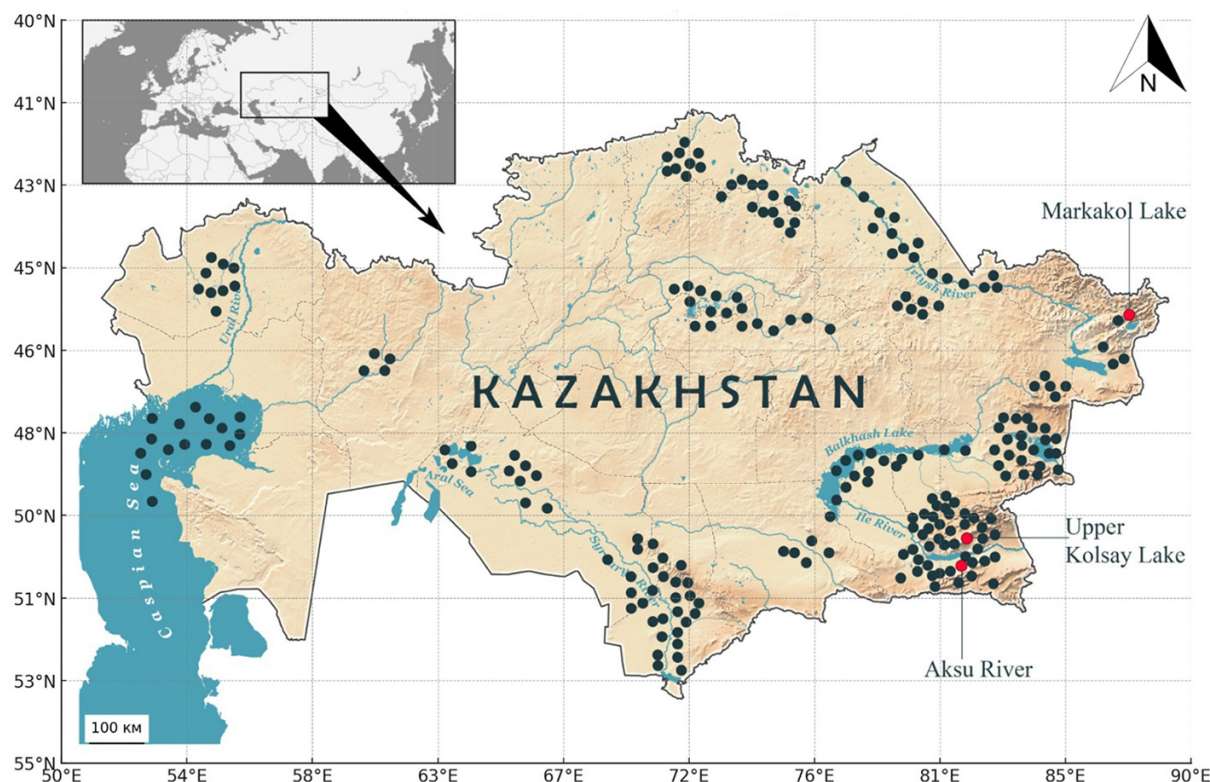 40°N
41°N
43°N
45°N
46°N
48°N
50°N
51°N
53°N
55°N
N
Markakol Lake
Irtysh River
Ural River
KAZAKHSTAN
Balkhash Lake
Aral Sea
Caspian Sea
Ile River
Syrdarya River
Upper
Kolsay Lake
Aksu River
100 км
50°E
54°E
58°E
63°E
67°E
72°E
76°E
81°E
85°E
90°E